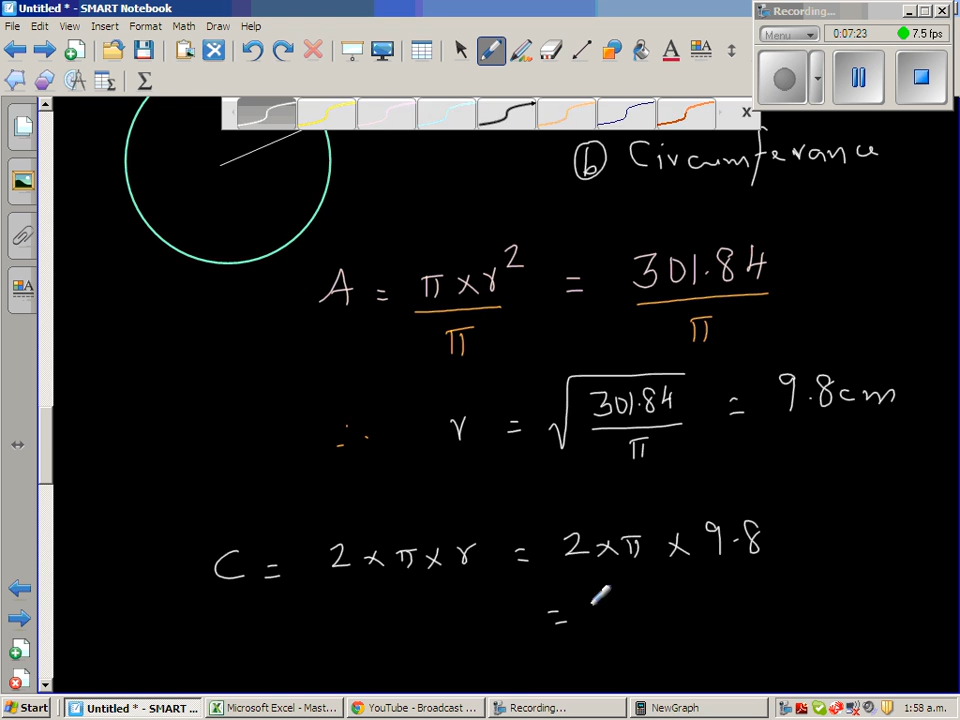 Untitled * - SMART Notebook
Recording...
File Edit View Insert Format Math Draw Help
Menu 0:07:23 7.5 fps
ⓑ Circumferance
A = π × r² = 301.84
π π
∴ r = √301.84 = 9.8cm
π
C = 2 × π × r = 2 × π × 9.8
=
Start Untitled * - SMART ... Microsoft Excel - Mast... YouTube - Broadcast ... Recording... NewGraph 1:58 a.m.